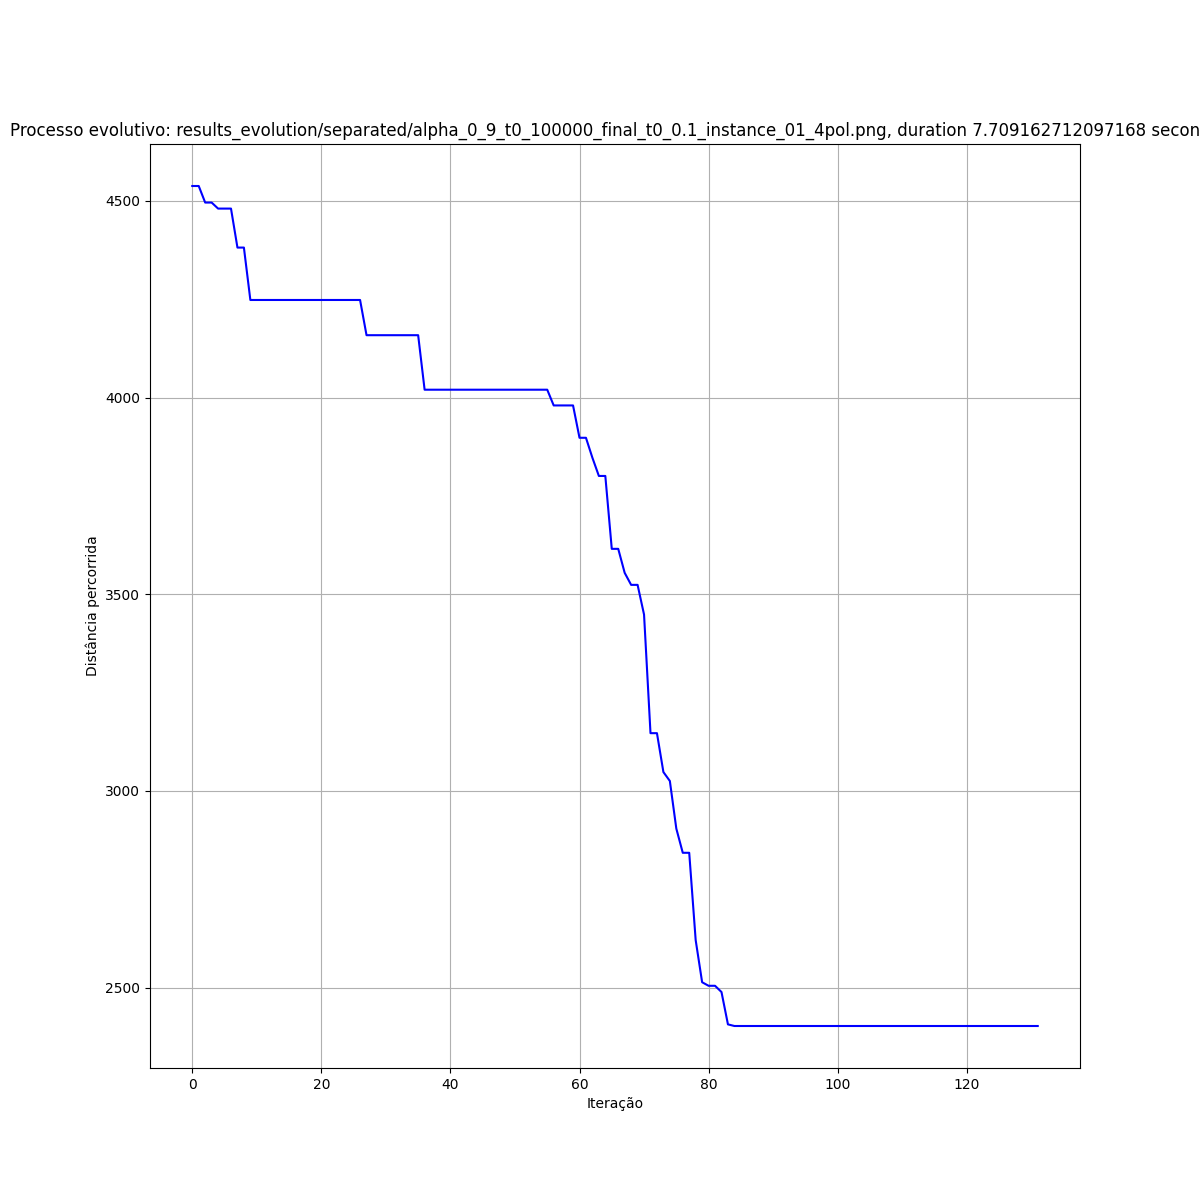 Processo evolutivo: results_evolution/separated/alpha_0_9_t0_100000_final_t0_0.1_instance_01_4pol.png, duration 7.709162712097168 secon
4500
4000
3500
3000
2500
Distância percorrida
0 20 40 60 80 100 120
Iteração